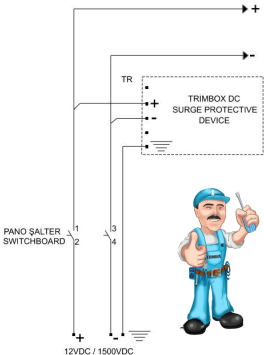 +
-
TR
TRIMBOX DC
SURGE PROTECTIVE
DEVICE
+
-
PANO ŞALTER
SWITCHBOARD
1
2
3
4
+
-
12VDC / 1500VDC